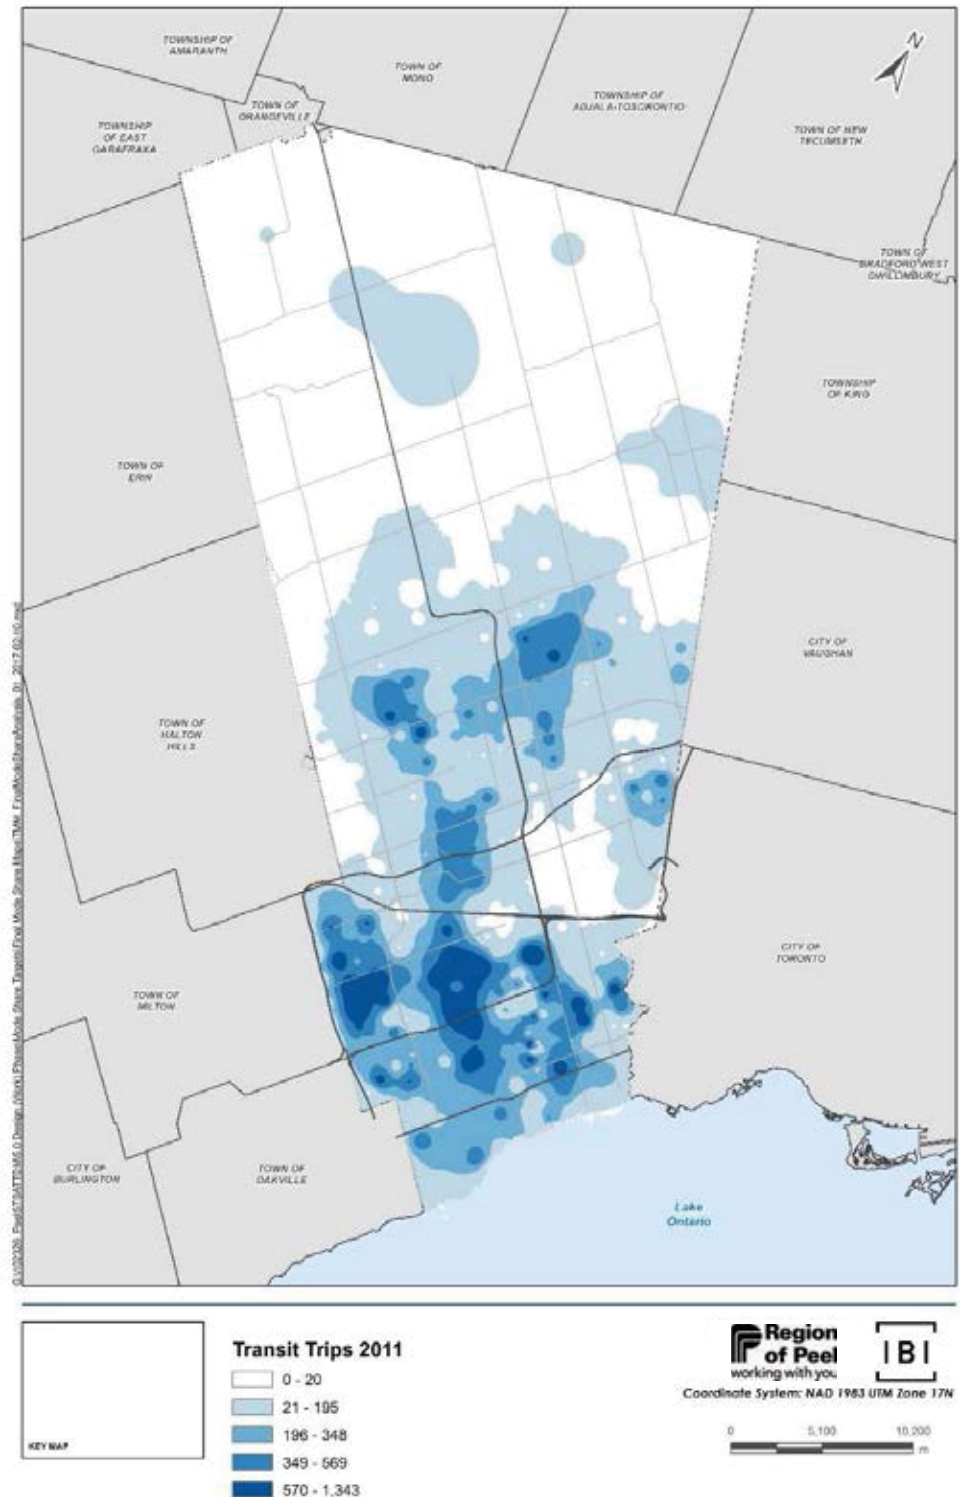 TOWNSHIP OF
AMARANTH
TOWN OF
MONO
TOWN OF
ORANGEVILLE
TOWNSHIP OF
ADJALA-TOSORONTIO
TOWNSHIP
OF EAST
GARAFRAXA
TOWN OF NEW
TECUMSETH
N
TOWN OF
BRADFORD WEST
GWILLIMBURY
TOWNSHIP
OF KING
TOWN OF
ERIN
CITY OF
VAUGHAN
TOWN OF
HALTON
HILLS
CITY OF
TORONTO
TOWN OF
MILTON
CITY OF
BURLINGTON
TOWN OF
OAKVILLE
Lake
Ontario
KEY MAP
Transit Trips 2011
0 - 20
21 - 195
196 - 348
349 - 569
570 - 1,343
Region
of Peel
working with you
IBI
Coordinate System: NAD 1983 UTM Zone 17N
0 5,100 10,200
m